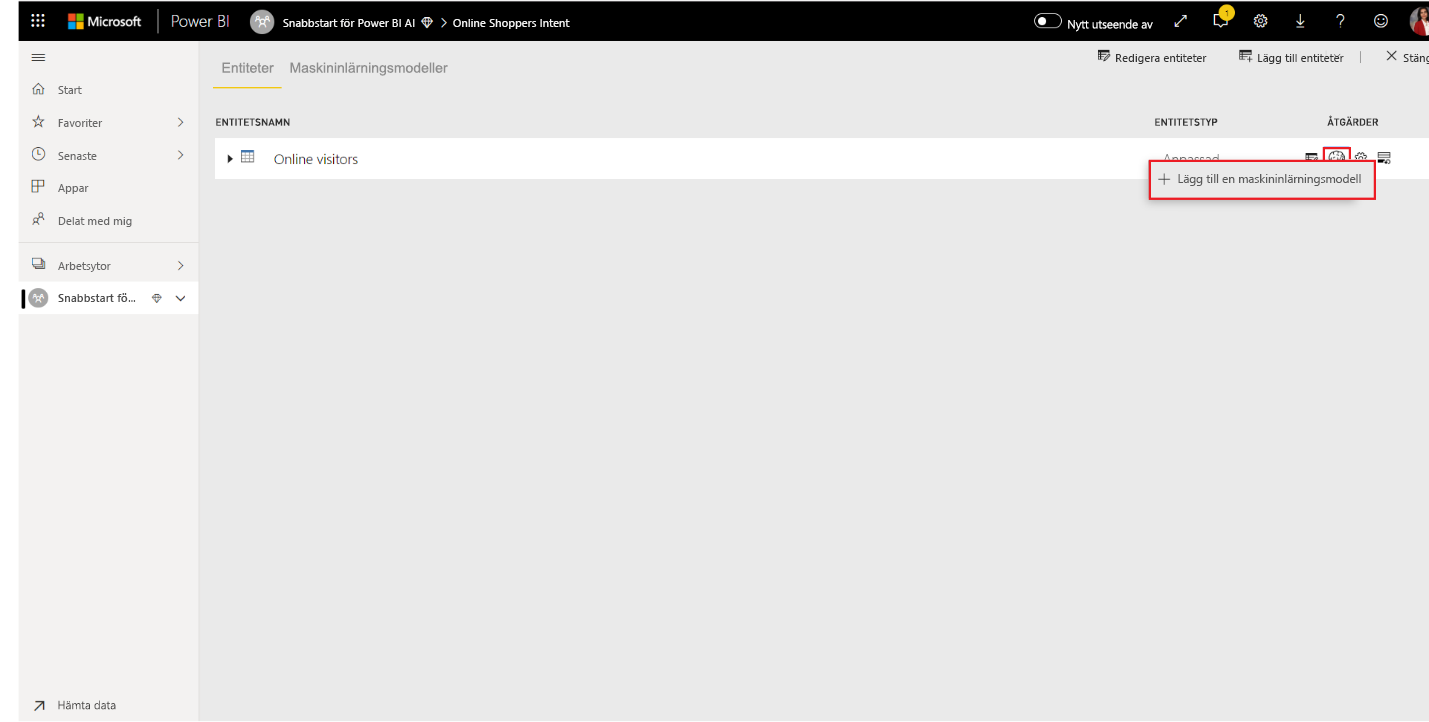 Microsoft Power BI Snabbstart för Power BI AI > Online Shoppers Intent Nytt utseende av 1 ?
Redigera entiteter Lägg till entiteter Stäng
Entiteter Maskininlärningsmodeller
Start
Favoriter
Senaste
Appar
Delat med mig
Arbetsytor
Snabbstart fö...
Hämta data
ENTITETSNAMN ENTITETSTYP ÅTGÄRDER
Online visitors Anpassad
Lägg till en maskininlärningsmodell